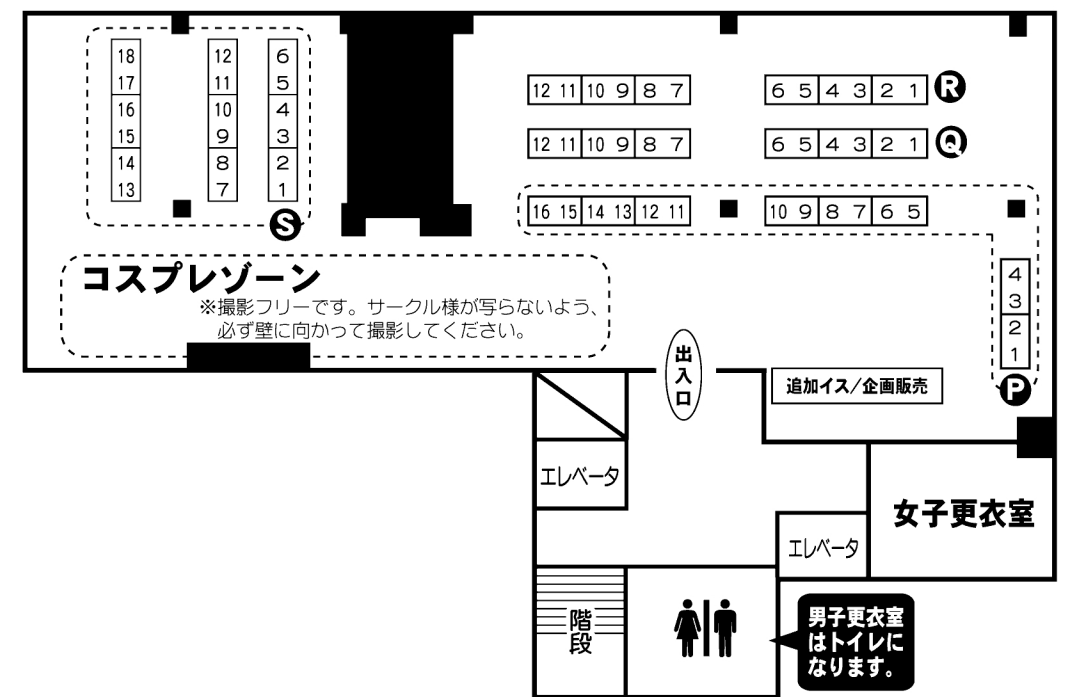 18 12 6
17 11 5
16 10 4
15 9 3
14 8 2
13 7 1
S
12 11 10 9 8 7 6 5 4 3 2 1 R
12 11 10 9 8 7 6 5 4 3 2 1 Q
16 15 14 13 12 11 10 9 8 7 6 5
4
3
2
1
P
コスプレゾーン
※撮影フリーです。サークル様が写らないよう、
必ず壁に向かって撮影してください。
出入口
追加イス/企画販売
エレベータ
女子更衣室
エレベータ
階段
男子更衣室
はトイレに
なります。